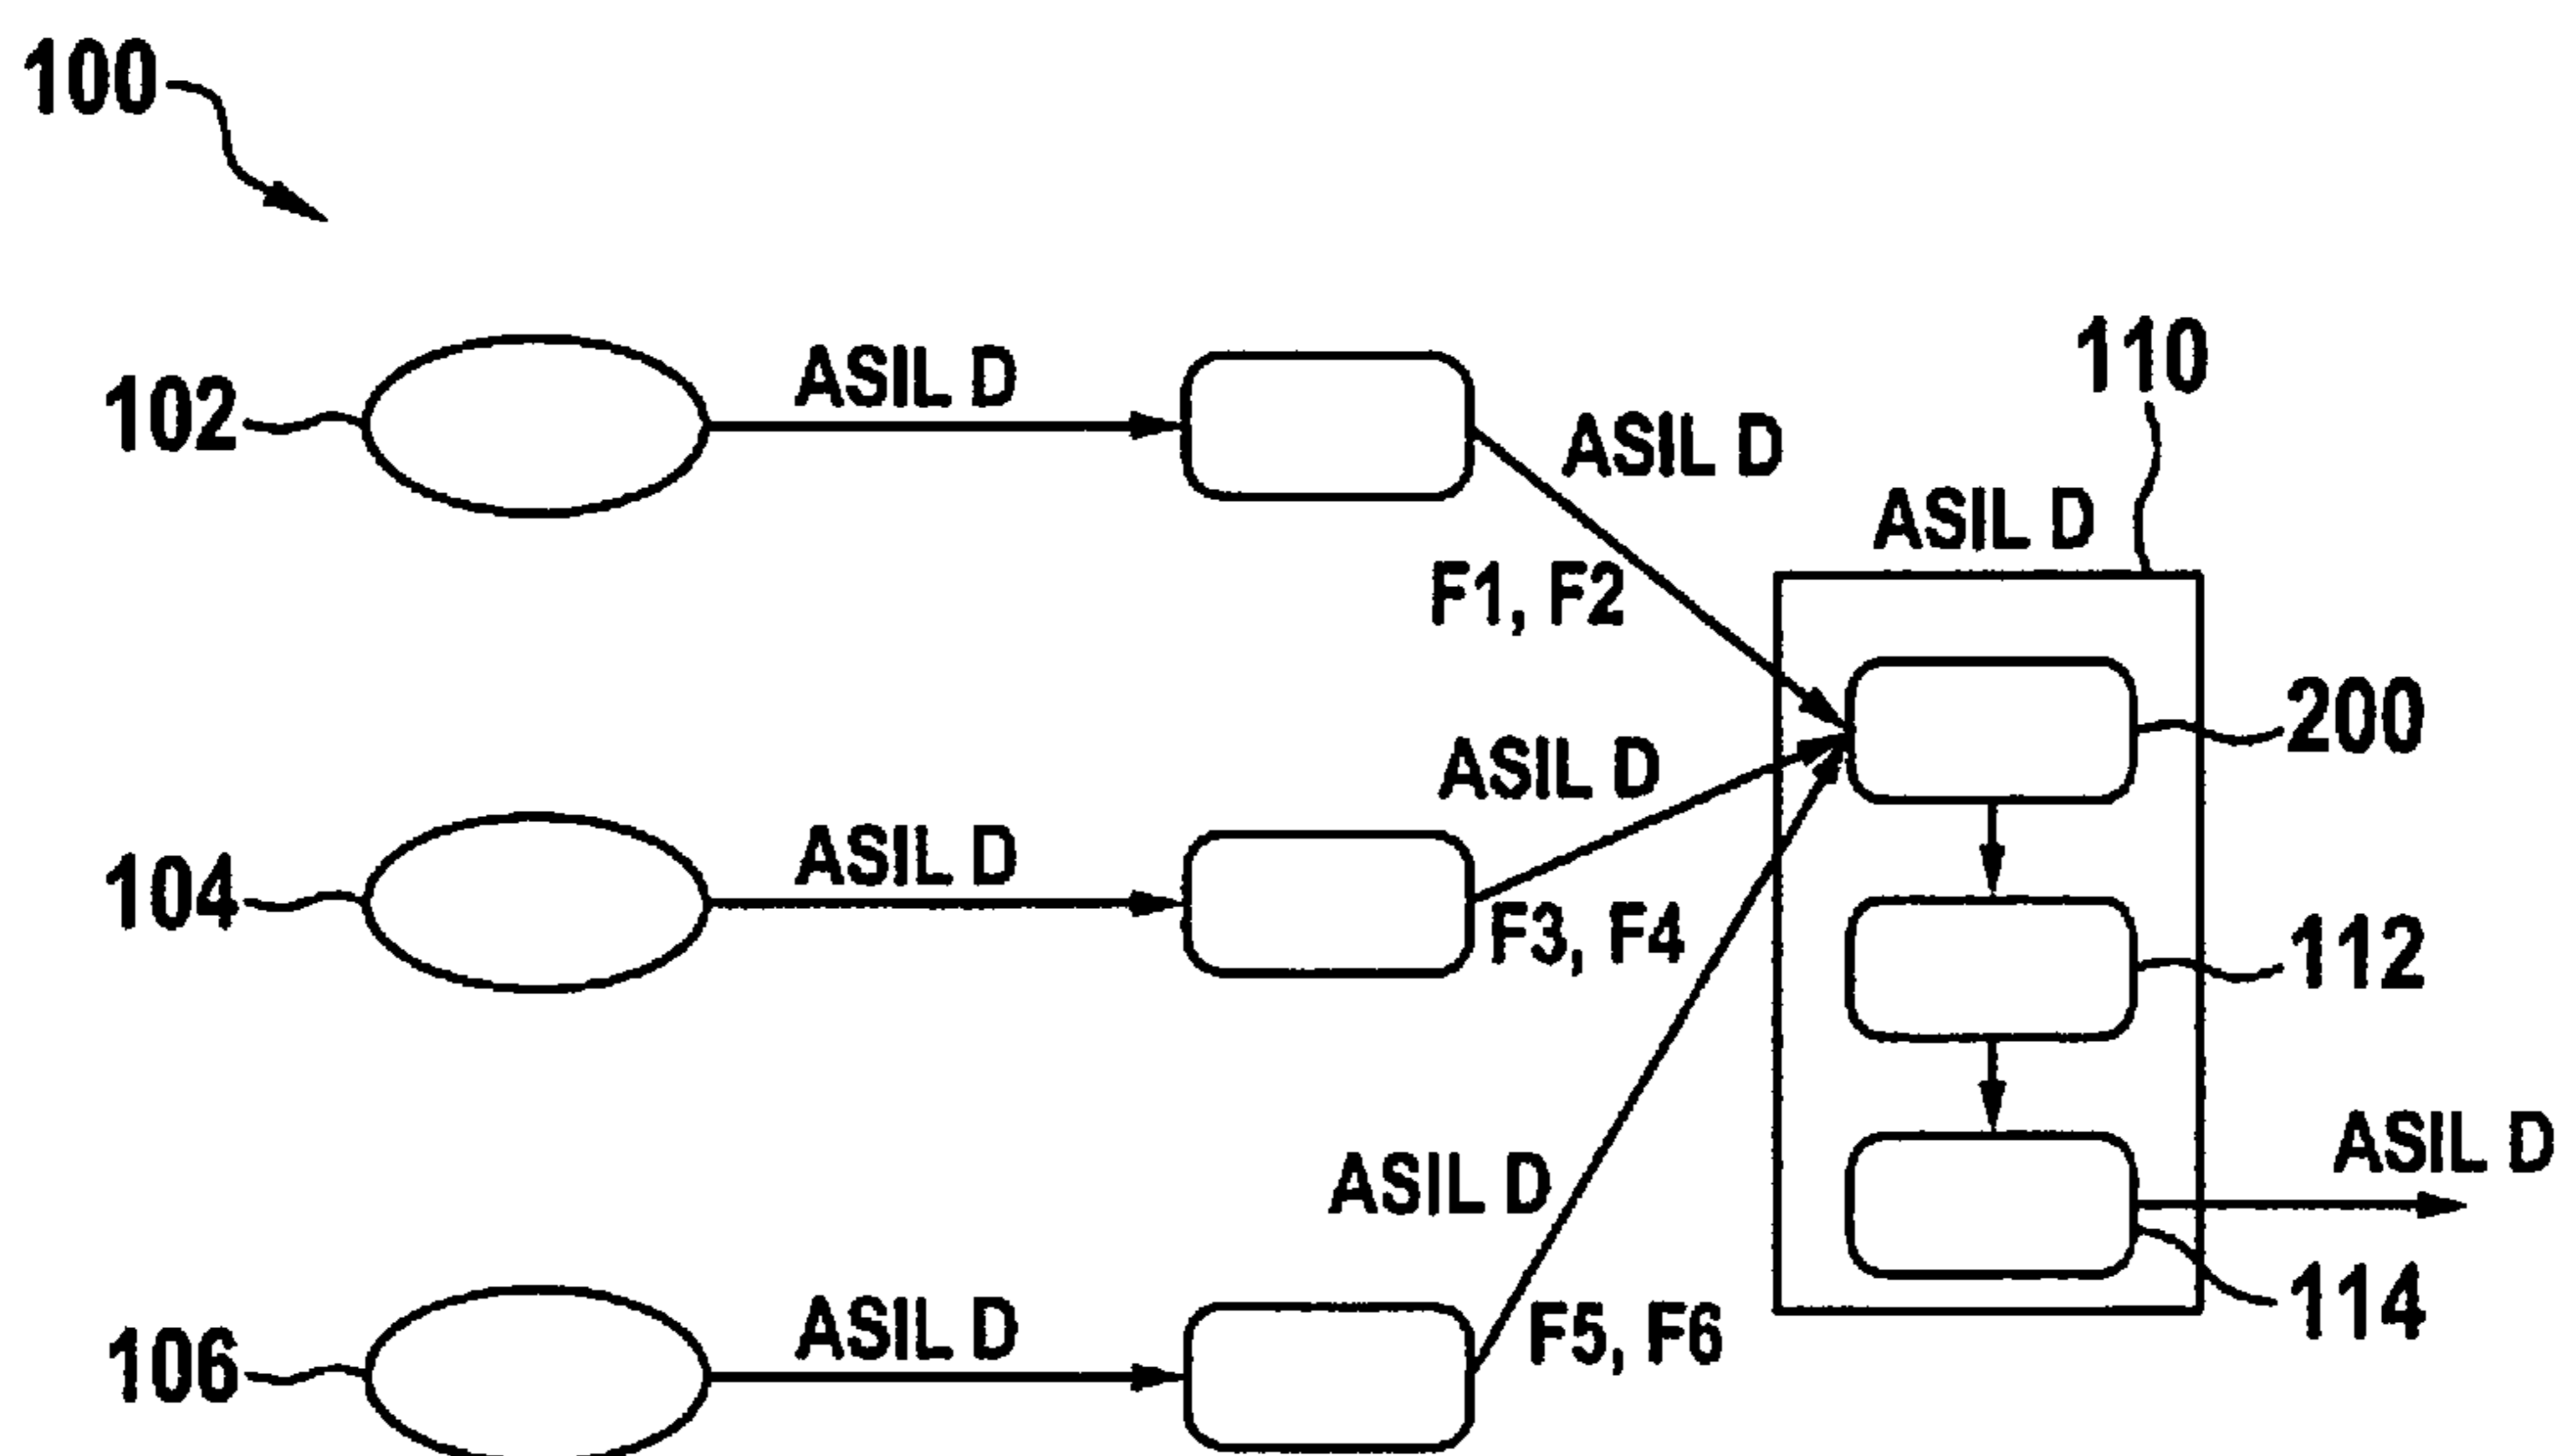 100
110
102
ASIL D
ASIL D
ASIL D
F1, F2
200
ASIL D
104
ASIL D
F3, F4
112
ASIL D
ASIL D
106
ASIL D
F5, F6
114